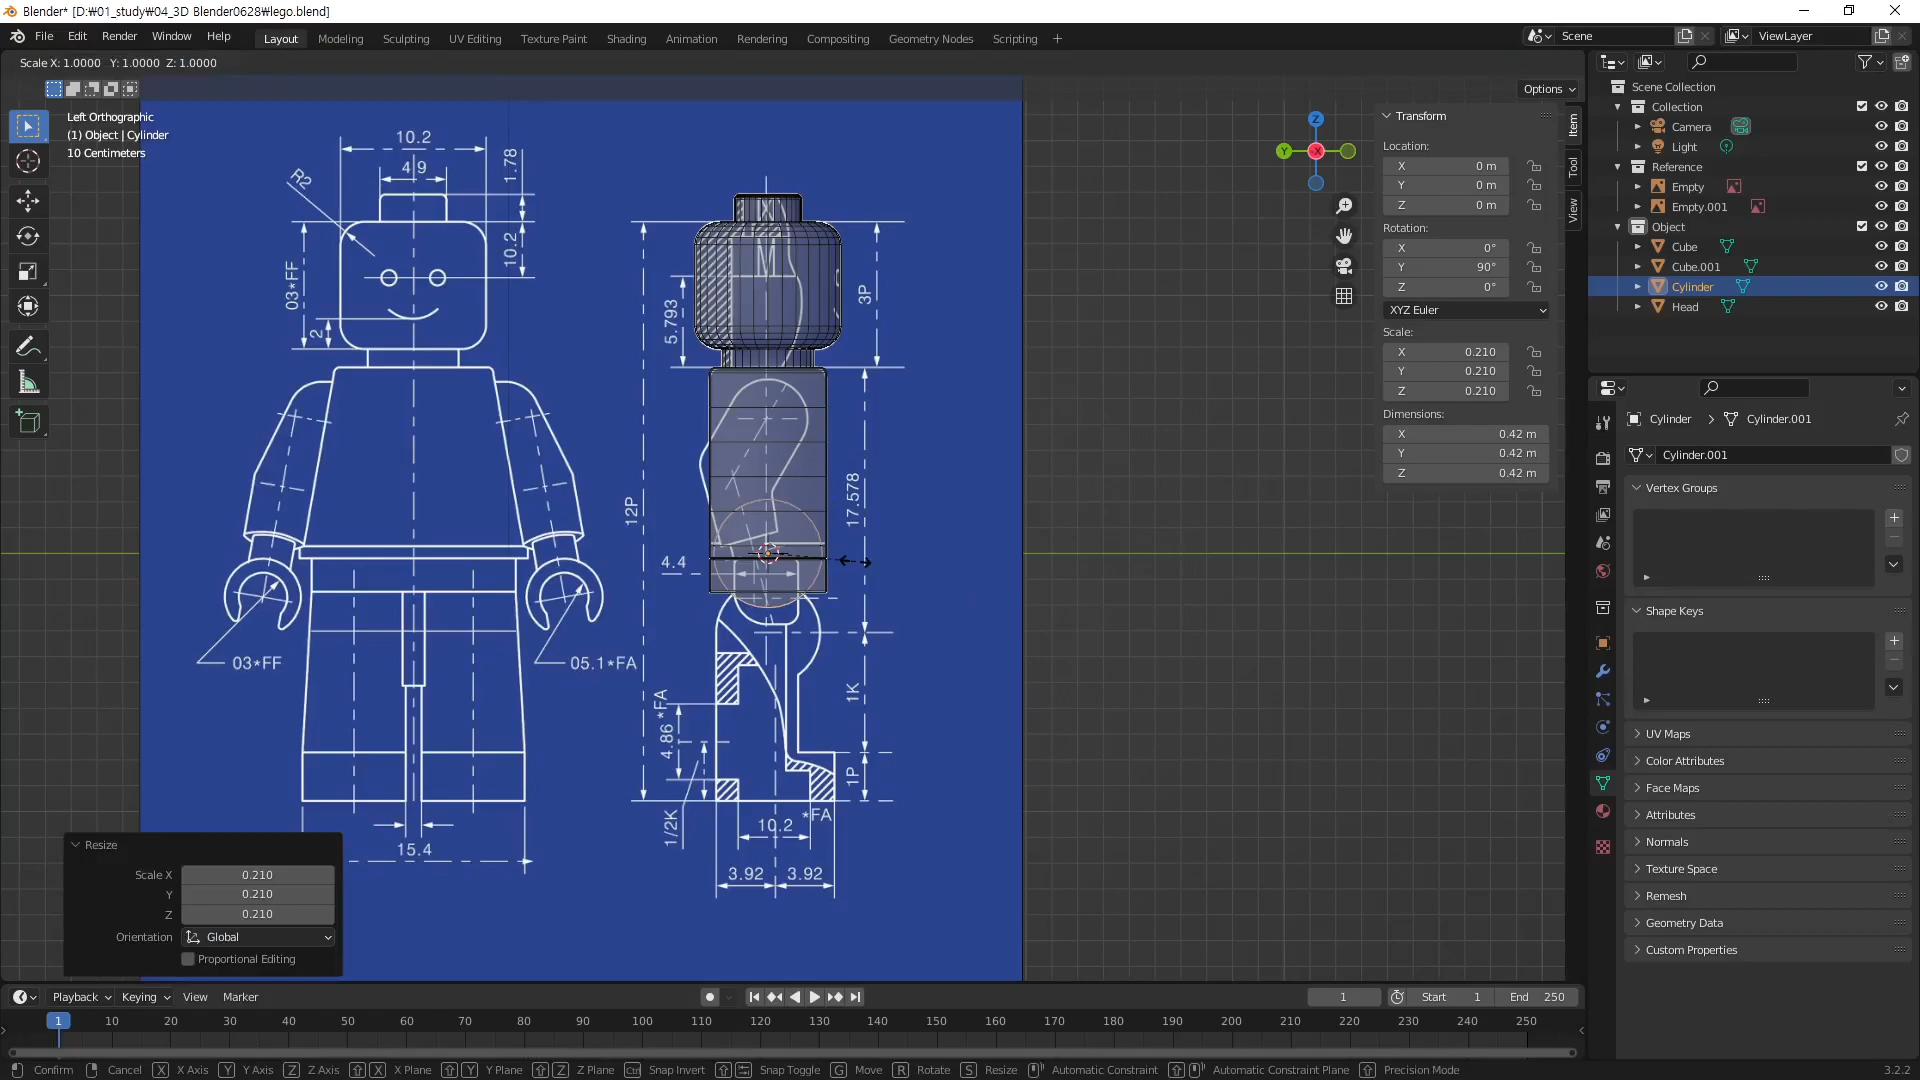 Blender* [D:₩01_study₩04_3D Blender0628₩lego.blend]
File Edit Render Window Help Layout Modeling Sculpting UV Editing Texture Paint Shading Animation Rendering Compositing Geometry Nodes Scripting + Scene ViewLayer
Scale X: 1.0000 Y: 1.0000 Z: 1.0000
Options
Left Orthographic
(1) Object | Cylinder
10 Centimeters
10.2
4.9
1.78
R2
10.2
03*FF
2
03*FF
05.1*FA
15.4
M
5.793
3P
12P
17.578
4.4
4.86 *FA
1K
1P
1/2K
*FA
10.2
3.92 3.92
Z
Y
X
Item
Tool
View
Transform
Location:
X 0 m
Y 0 m
Z 0 m
Rotation:
X 0°
Y 90°
Z 0°
XYZ Euler
Scale:
X 0.210
Y 0.210
Z 0.210
Dimensions:
X 0.42 m
Y 0.42 m
Z 0.42 m
Scene Collection
Collection
Camera
Light
Reference
Empty
Empty.001
Object
Cube
Cube.001
Cylinder
Head
Cylinder > Cylinder.001
Cylinder.001
Vertex Groups
Shape Keys
UV Maps
Color Attributes
Face Maps
Attributes
Normals
Texture Space
Remesh
Geometry Data
Custom Properties
Resize
Scale X 0.210
Y 0.210
Z 0.210
Orientation Global
Proportional Editing
Playback Keying View Marker 1 Start 1 End 250
1 10 20 30 40 50 60 70 80 90 100 110 120 130 140 150 160 170 180 190 200 210 220 230 240 250
Confirm Cancel X X Axis Y Y Axis Z Z Axis X X Plane Y Y Plane Z Z Plane Ctrl Snap Invert Snap Toggle G Move R Rotate S Resize Automatic Constraint Automatic Constraint Plane Precision Mode 3.2.2